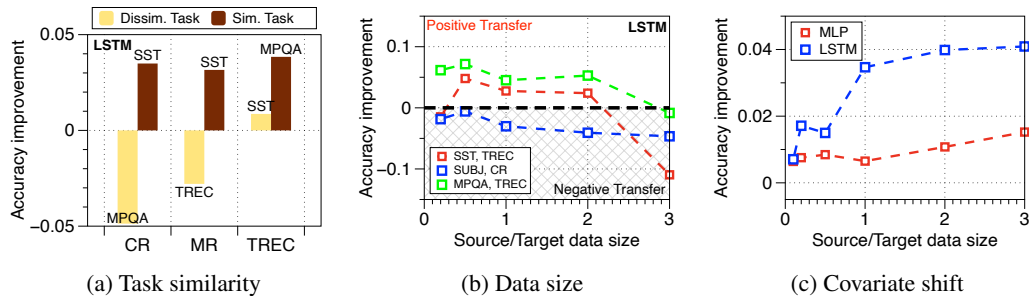 Dissim. Task Sim. Task
LSTM
0.05
0
−0.05
Accuracy improvement
SST
SST
MPQA
SST
TREC
MPQA
CR MR TREC
(a) Task similarity
Positive Transfer
LSTM
0.1
0
−0.1
Accuracy improvement
SST, TREC
SUBJ, CR
MPQA, TREC
Negative Transfer
0 1 2 3
Source/Target data size
(b) Data size
MLP
LSTM
0.04
0.02
0
Accuracy improvement
0 1 2 3
Source/Target data size
(c) Covariate shift